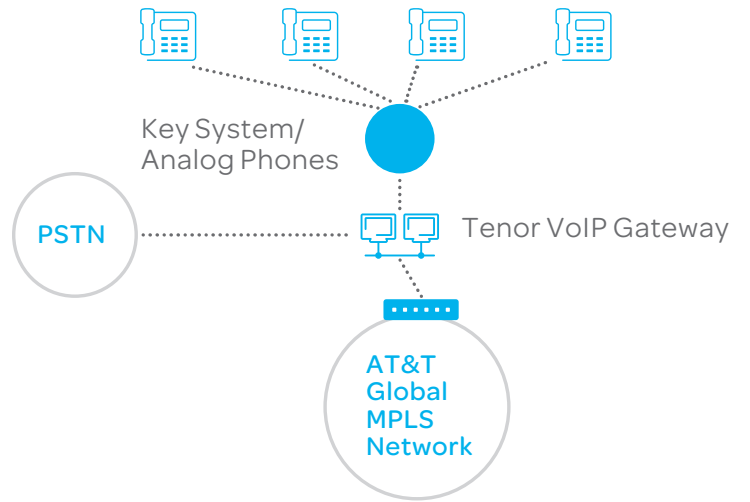 Key System/
Analog Phones
PSTN
Tenor VoIP Gateway
AT&T
Global
MPLS
Network